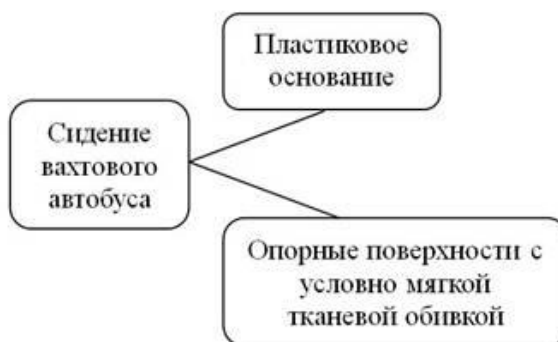 Пластиковое
основание
Сидение
вахтового
автобуса
Опорные поверхности с
условно мягкой
тканевой обивкой